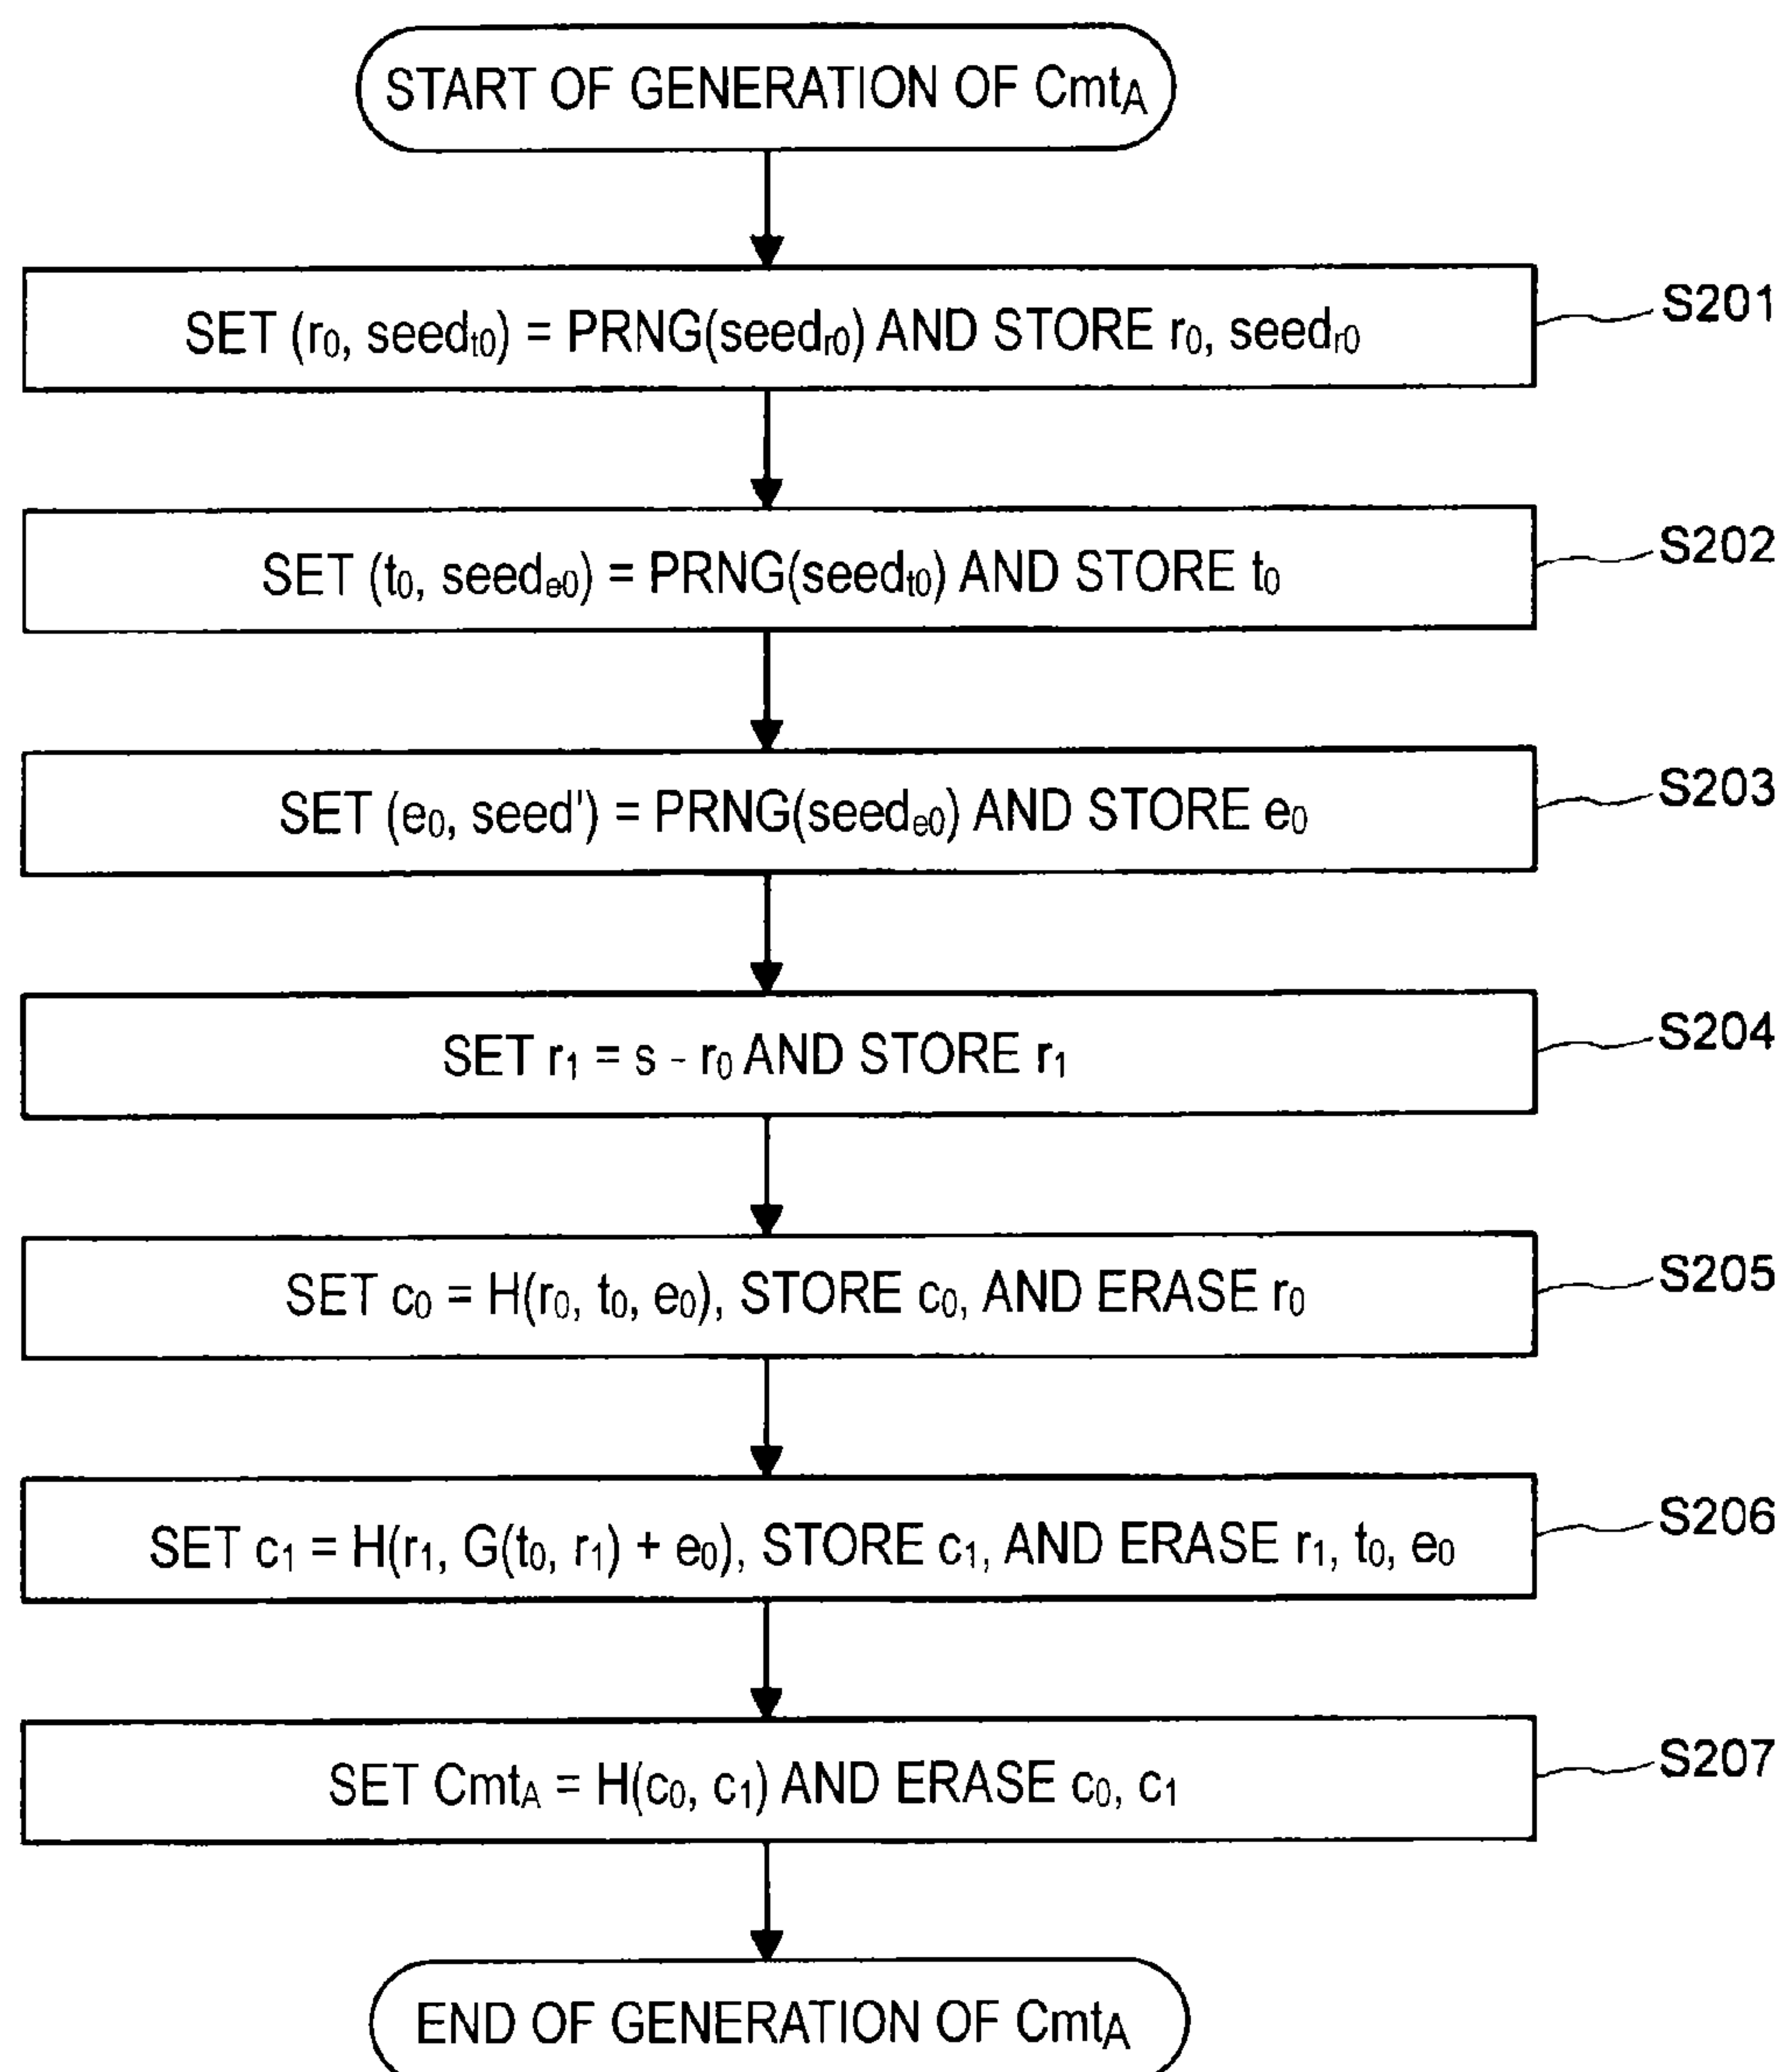 START OF GENERATION OF CmtA
SET (r0, seedt0) = PRNG(seedr0) AND STORE r0, seedr0
S201
SET (t0, seede0) = PRNG(seedt0) AND STORE t0
S202
SET (e0, seed') = PRNG(seede0) AND STORE e0
S203
SET r1 = s - r0 AND STORE r1
S204
SET c0 = H(r0, t0, e0), STORE c0, AND ERASE r0
S205
SET c1 = H(r1, G(t0, r1) + e0), STORE c1, AND ERASE r1, t0, e0
S206
SET CmtA = H(c0, c1) AND ERASE c0, c1
S207
END OF GENERATION OF CmtA